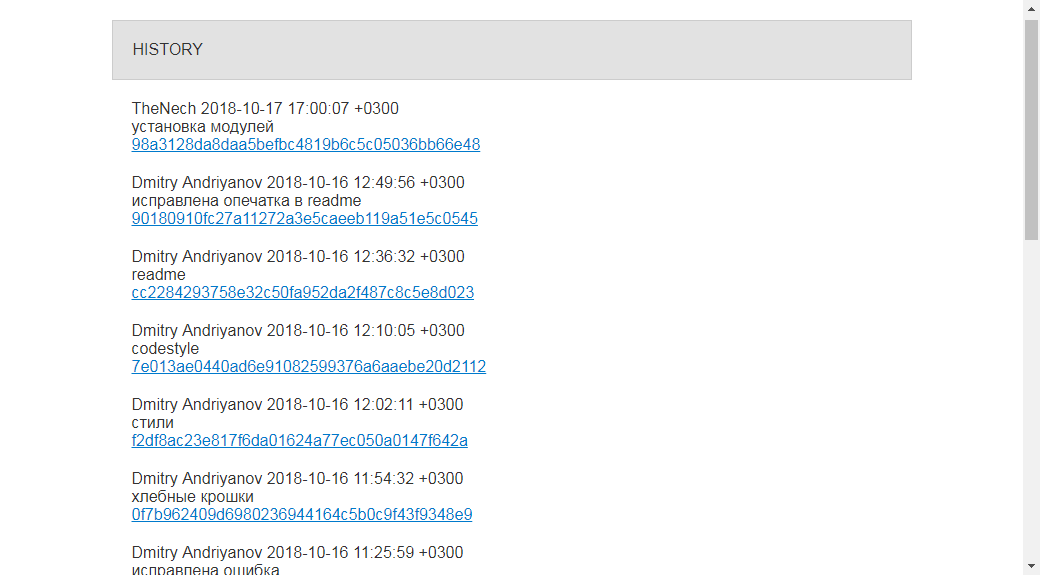 HISTORY
TheNech 2018-10-17 17:00:07 +0300
установка модулей
98a3128da8daa5befbc4819b6c5c05036bb66e48
Dmitry Andriyanov 2018-10-16 12:49:56 +0300
исправлена опечатка в readme
90180910fc27a11272a3e5caeeb119a51e5c0545
Dmitry Andriyanov 2018-10-16 12:36:32 +0300
readme
cc2284293758e32c50fa952da2f487c8c5e8d023
Dmitry Andriyanov 2018-10-16 12:10:05 +0300
codestyle
7e013ae0440ad6e91082599376a6aaebe20d2112
Dmitry Andriyanov 2018-10-16 12:02:11 +0300
стили
f2df8ac23e817f6da01624a77ec050a0147f642a
Dmitry Andriyanov 2018-10-16 11:54:32 +0300
хлебные крошки
0f7b962409d6980236944164c5b0c9f43f9348e9
Dmitry Andriyanov 2018-10-16 11:25:59 +0300
исправлена ошибка